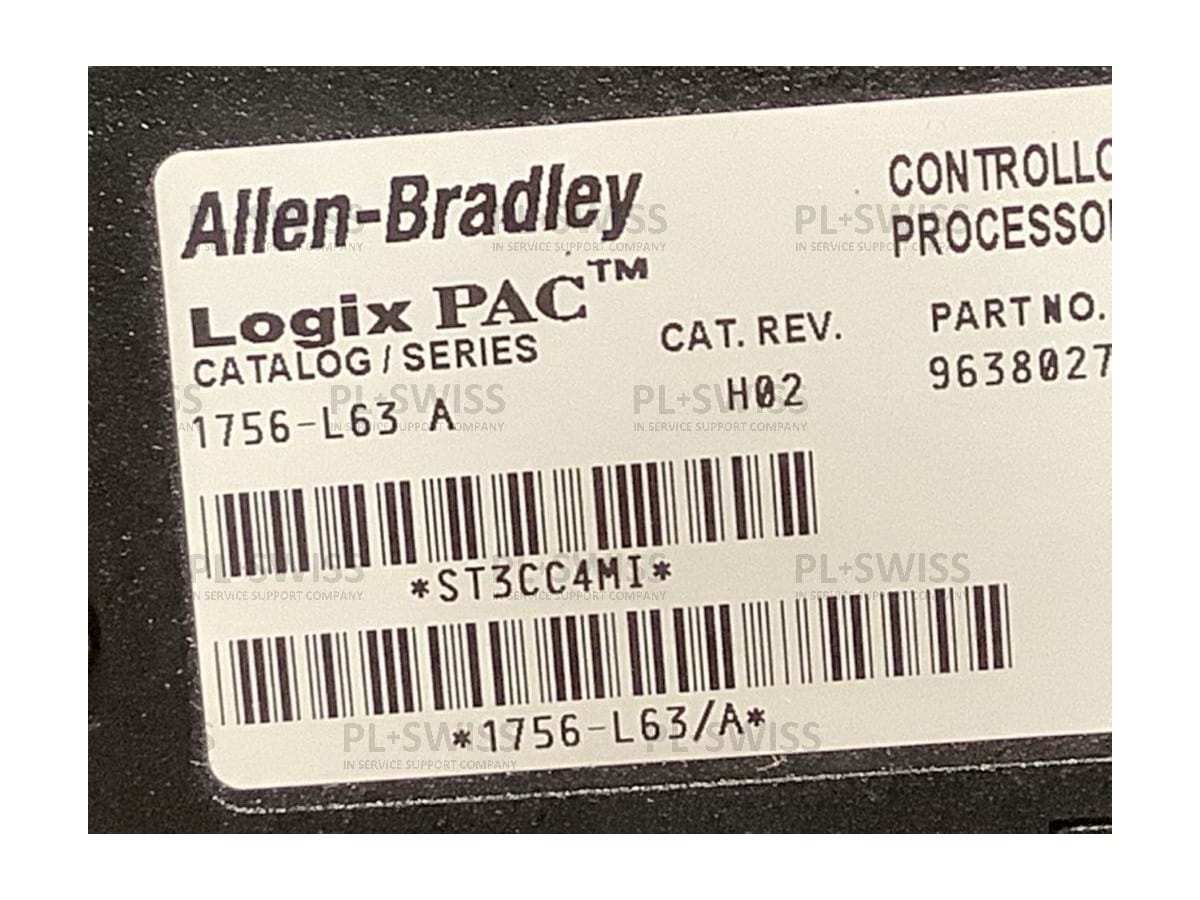 Allen-Bradley
Logix PAC™
CATALOG / SERIES
1756-L63 A
CAT. REV.
H02
CONTROLLO
PROCESSO
PART NO.
9638027
*ST3CC4MI*
*1756-L63/A*
PL+SWISS
IN SERVICE SUPPORT COMPANY